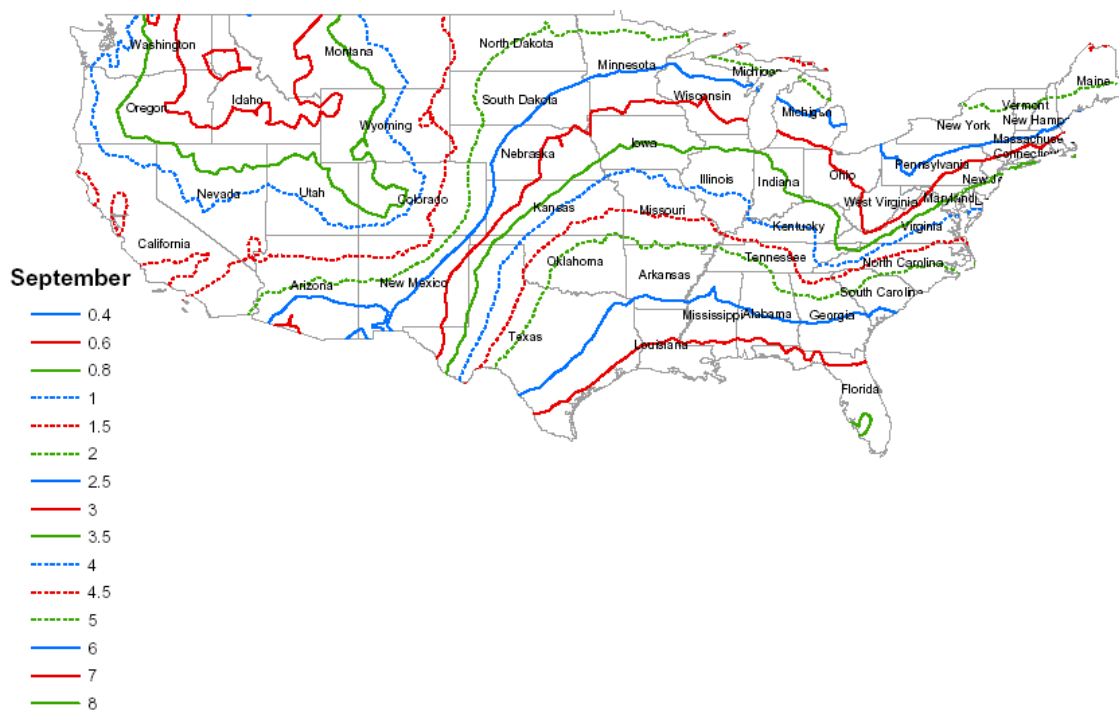 Washington
Montana
North Dakota
Minnesota
Michigan
Maine
Oregon
Idaho
Wyoming
South Dakota
Wisconsin
Michigan
Vermont
New York
New Hamp
Massachuse
Connectic
Nevada
Utah
Colorado
Nebraska
Iowa
Illinois
Indiana
Ohio
Pennsylvania
New Je
Kansas
Missouri
Kentucky
West Virginia
Maryland
Virginia
California
Arizona
New Mexico
Oklahoma
Arkansas
Tennessee
North Carolina
South Carolina
Texas
Louisiana
Mississippi
Alabama
Georgia
Florida
September
0.4
0.6
0.8
1
1.5
2
2.5
3
3.5
4
4.5
5
6
7
8